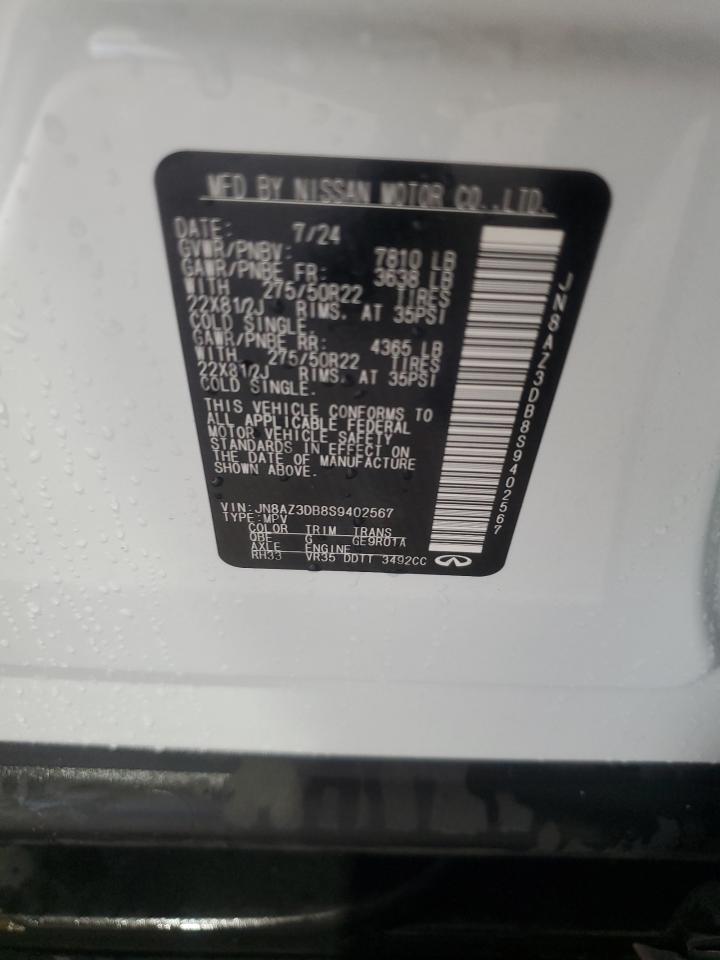 MFD BY NISSAN MOTOR CO.,LTD.
DATE: 7/24
GVWR/PNBV: 7810 LB
GAWR/PNBE FR: 3638 LB
WITH 275/50R22 TIRES
22X81/2J RIMS. AT 35PSI
COLD SINGLE.
GAWR/PNBE RR: 4365 LB
WITH 275/50R22 TIRES
22X81/2J RIMS. AT 35PSI
COLD SINGLE.
THIS VEHICLE CONFORMS TO
ALL APPLICABLE FEDERAL
MOTOR VEHICLE SAFETY
STANDARDS IN EFFECT ON
THE DATE OF MANUFACTURE
SHOWN ABOVE.
VIN:JN8AZ3DB8S9402567
TYPE:MPV
COLOR TRIM TRANS
QBE G GE9R01A
AXLE ENGINE
RH33 VR35 DDTT 3492CC
JN8AZ3DB8S9402567